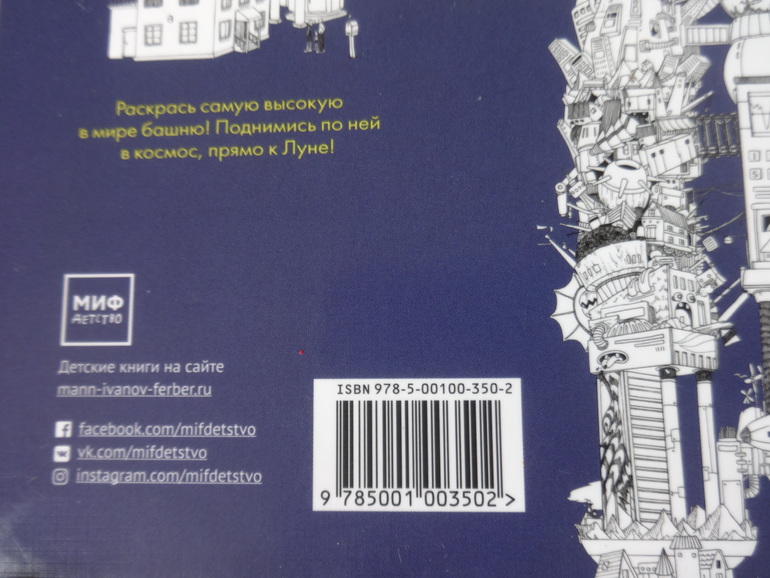 Раскрась самую высокую
в мире башню! Поднимись по ней
в космос, прямо к Луне!
МИФ
ДЕТСТВО
Детские книги на сайте
mann-ivanov-ferber.ru
facebook.com/mifdetstvo
vk.com/mifdetstvo
instagram.com/mifdetstvo
ISBN 978-5-00100-350-2
9 785001 003502 >